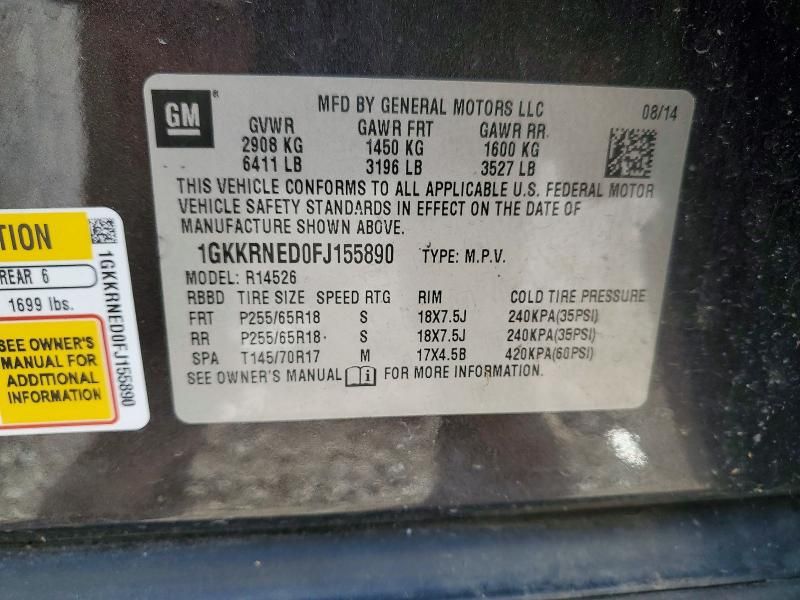 GM ®
MFD BY GENERAL MOTORS LLC 08/14
GVWR GAWR FRT GAWR RR
2908 KG 1450 KG 1600 KG
6411 LB 3196 LB 3527 LB
THIS VEHICLE CONFORMS TO ALL APPLICABLE U.S. FEDERAL MOTOR
VEHICLE SAFETY STANDARDS IN EFFECT ON THE DATE OF
MANUFACTURE SHOWN ABOVE.
1GKKRNED0FJ155890 TYPE: M.P.V.
MODEL: R14526
RBBD TIRE SIZE SPEED RTG RIM COLD TIRE PRESSURE
FRT P255/65R18 S 18X7.5J 240KPA(35PSI)
RR P255/65R18 S 18X7.5J 240KPA(35PSI)
SPA T145/70R17 M 17X4.5B 420KPA(60PSI)
SEE OWNER'S MANUAL FOR MORE INFORMATION.
REAR 6
1699 lbs.
SEE OWNER'S
MANUAL FOR
ADDITIONAL
INFORMATION
1GKKRNED0FJ155890